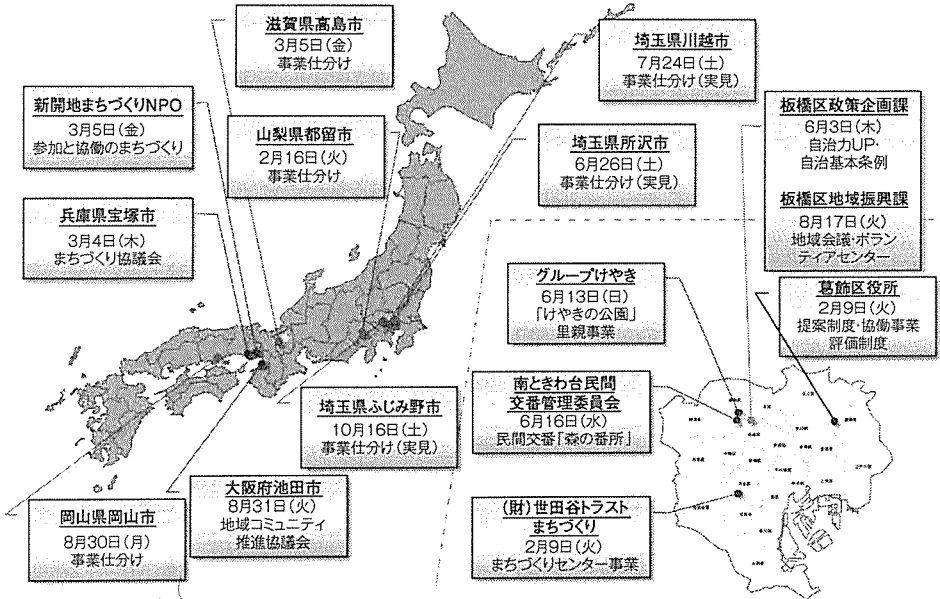 滋賀県高島市
3月5日(金)
事業仕分け
埼玉県川越市
7月24日(土)
事業仕分け(実見)
新開地まちづくりNPO
3月5日(金)
参加と協働のまちづくり
山梨県都留市
2月16日(火)
事業仕分け
埼玉県所沢市
6月26日(土)
事業仕分け(実見)
板橋区政策企画課
6月3日(木)
自治力UP・
自治基本条例
板橋区地域振興課
8月17日(火)
地域会議・ボラン
ティアセンター
兵庫県宝塚市
3月4日(木)
まちづくり協議会
グループけやき
6月13日(日)
「けやきの公園」
里親事業
葛飾区役所
2月9日(火)
提案制度・協働事業
評価制度
南ときわ台民間
交番管理委員会
6月16日(水)
民間交番「森の番所」
埼玉県ふじみ野市
10月16日(土)
事業仕分け(実見)
岡山県岡山市
8月30日(月)
事業仕分け
大阪府池田市
8月31日(火)
地域コミュニティ
推進協議会
(財)世田谷トラスト
まちづくり
2月9日(火)
まちづくりセンター事業